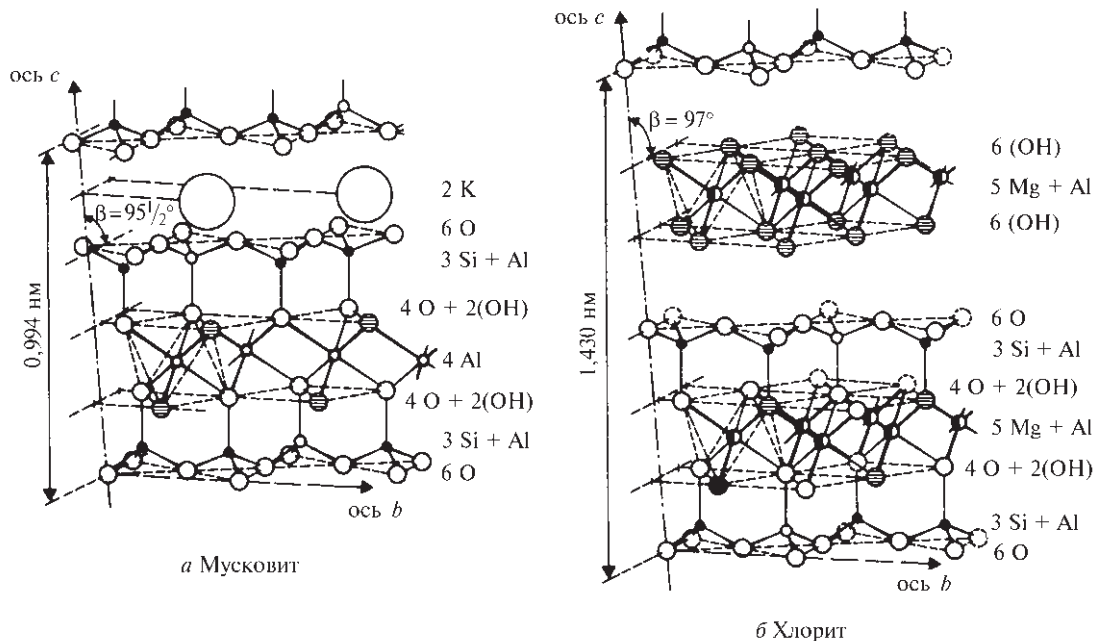 ось c
β = 95 1/2°
0,994 нм
2 K
6 O
3 Si + Al
4 O + 2(OH)
4 Al
4 O + 2(OH)
3 Si + Al
6 O
ось b
а Мусковит
ось c
β = 97°
1,430 нм
6 (OH)
5 Mg + Al
6 (OH)
6 O
3 Si + Al
4 O + 2(OH)
5 Mg + Al
4 O + 2(OH)
3 Si + Al
6 O
ось b
б Хлорит